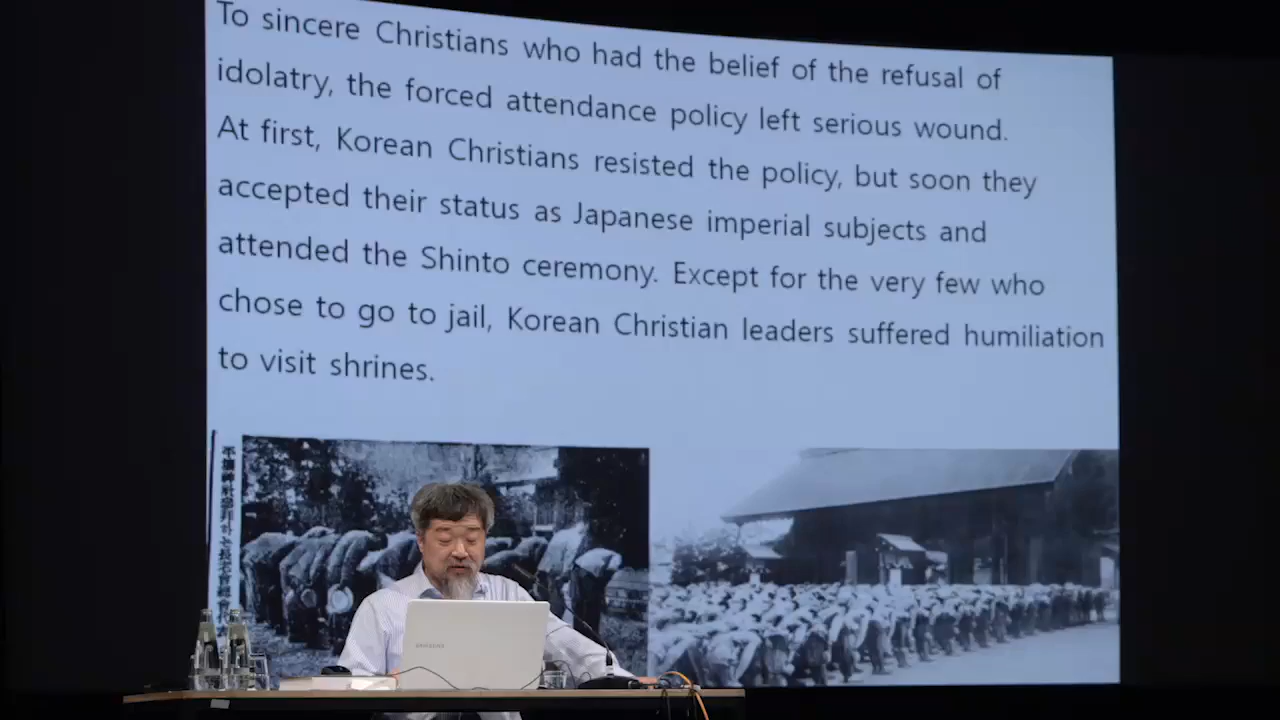 To sincere Christians who had the belief of the refusal of
idolatry, the forced attendance policy left serious wound.
At first, Korean Christians resisted the policy, but soon they
accepted their status as Japanese imperial subjects and
attended the Shinto ceremony. Except for the very few who
chose to go to jail, Korean Christian leaders suffered humiliation
to visit shrines.
SAMSUNG